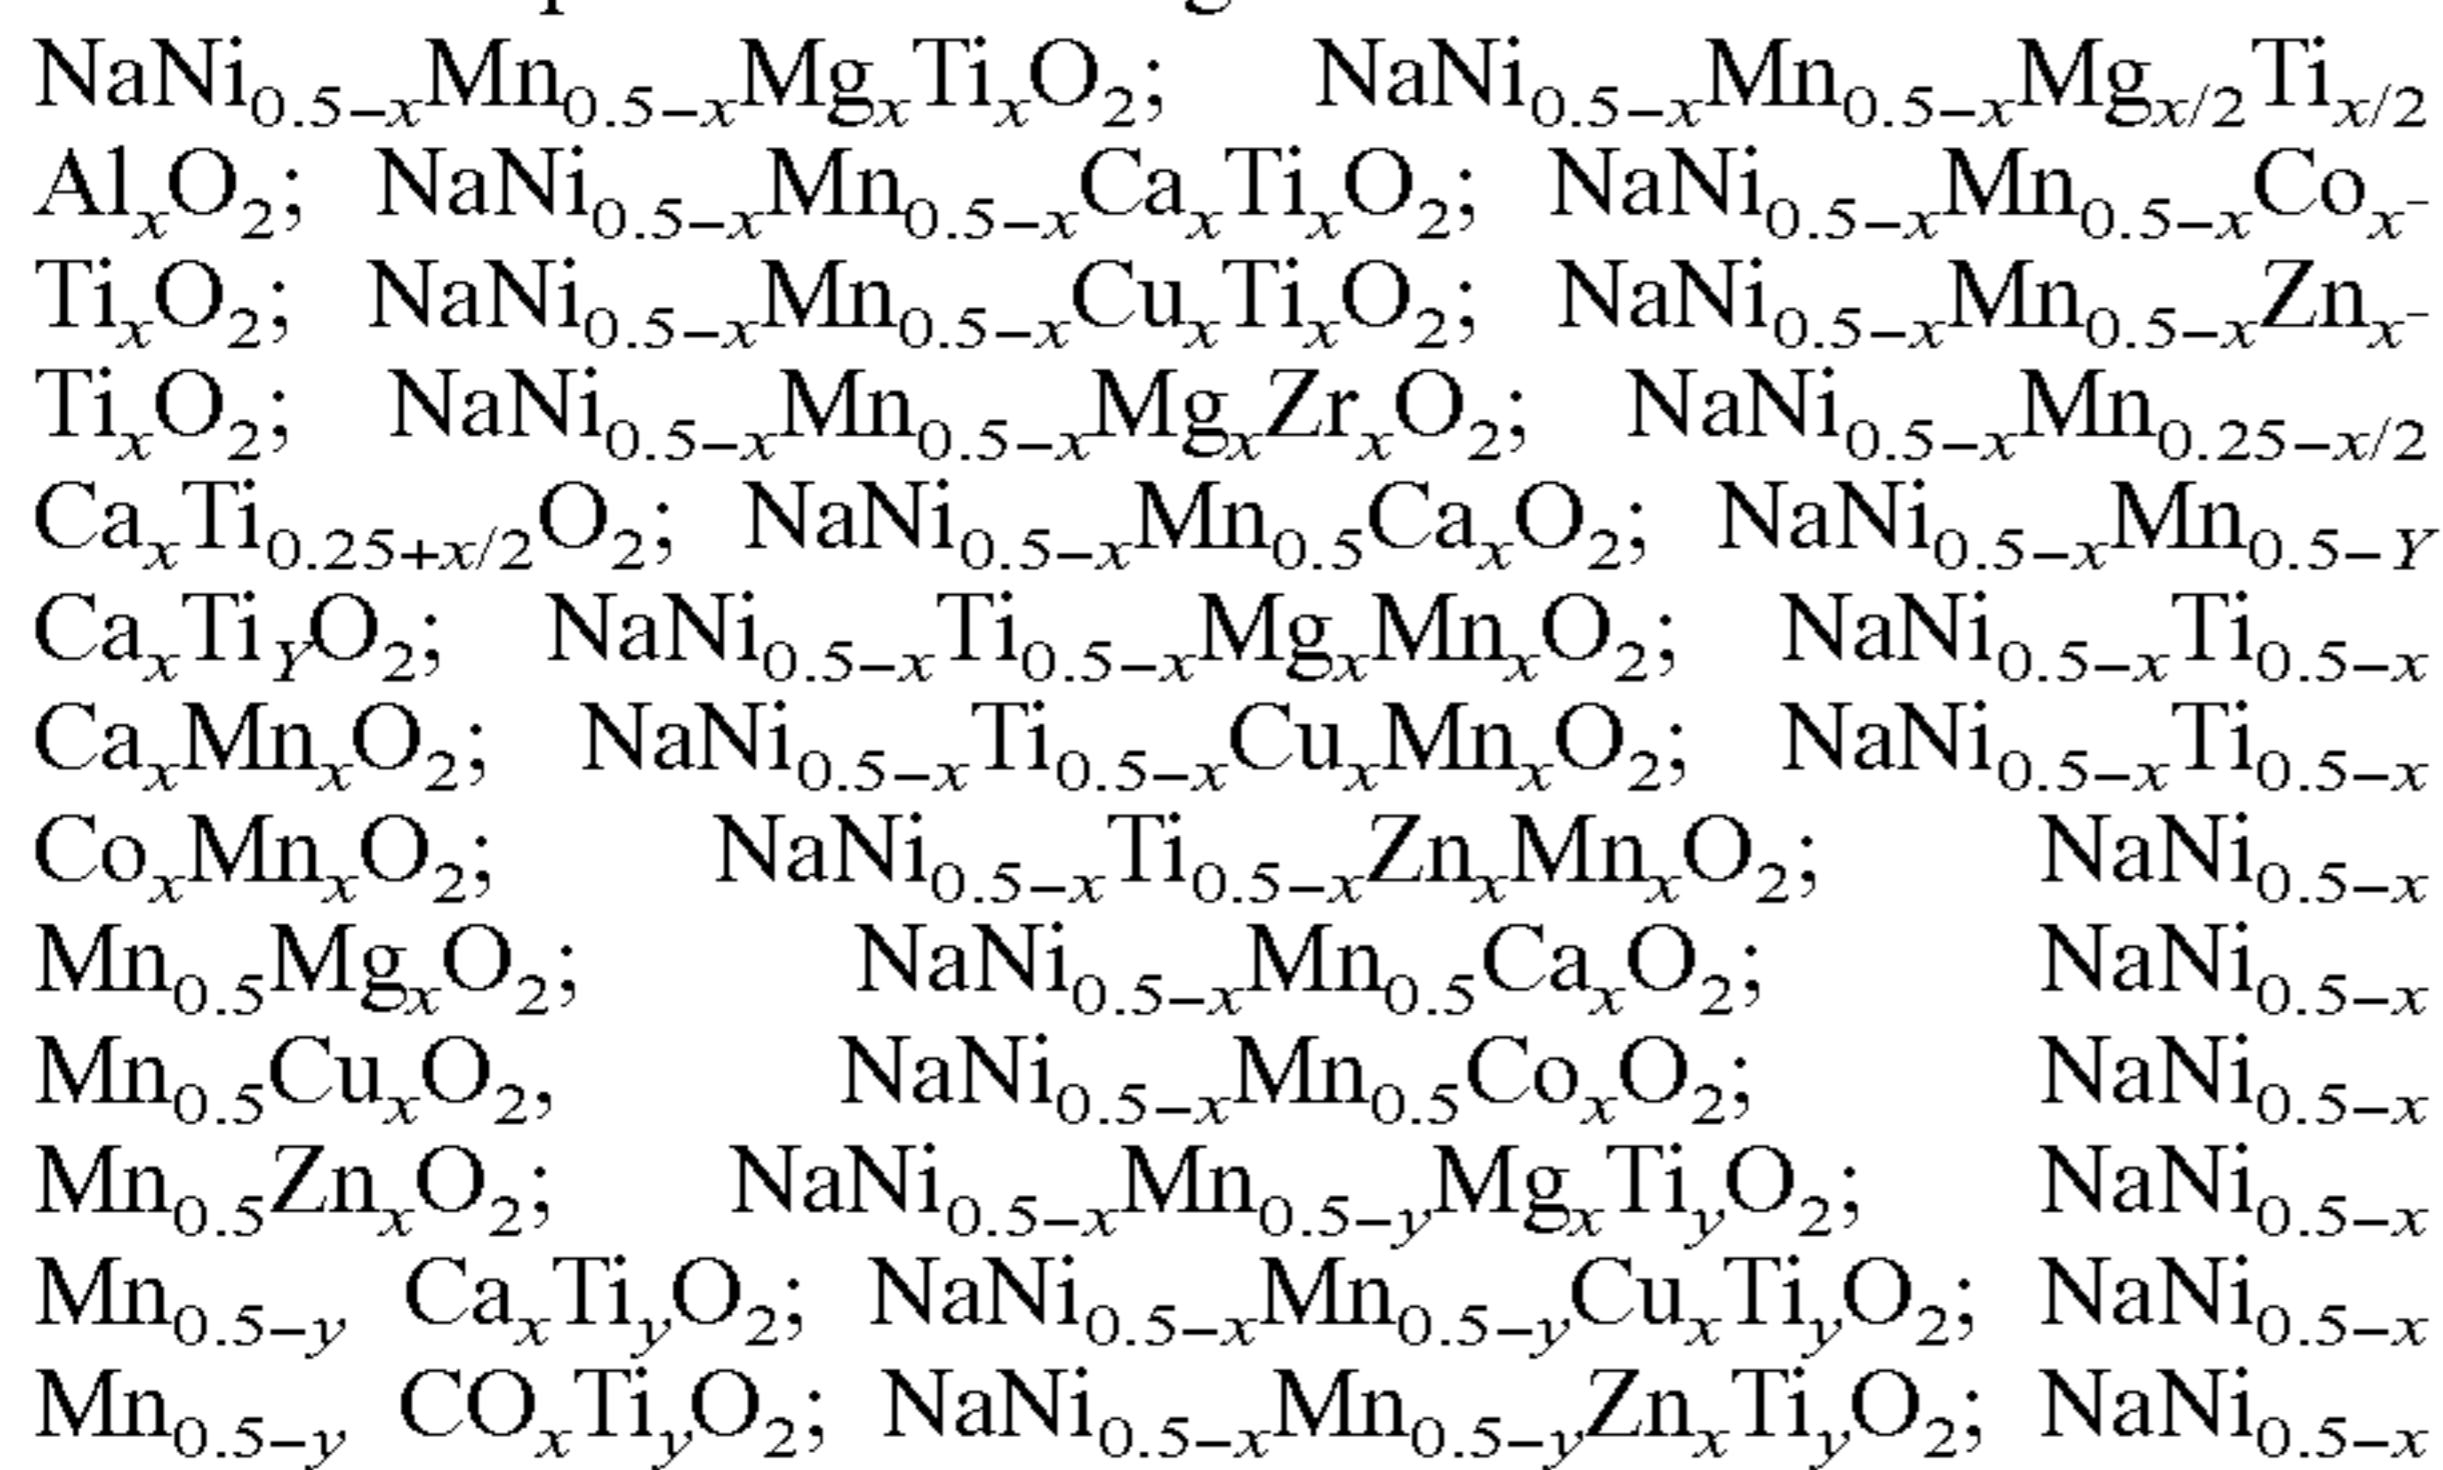 NaNi₀.₅₋ₓMn₀.₅₋ₓMgₓTiₓO₂; NaNi₀.₅₋ₓMn₀.₅₋ₓMgₓ/₂Tiₓ/₂
AlₓO₂; NaNi₀.₅₋ₓMn₀.₅₋ₓCaₓTiₓO₂; NaNi₀.₅₋ₓMn₀.₅₋ₓCoₓ-
TiₓO₂; NaNi₀.₅₋ₓMn₀.₅₋ₓCuₓTiₓO₂; NaNi₀.₅₋ₓMn₀.₅₋ₓZnₓ-
TiₓO₂; NaNi₀.₅₋ₓMn₀.₅₋ₓMgₓZrₓO₂; NaNi₀.₅₋ₓMn₀.₂₅₋ₓ/₂
CaₓTi₀.₂₅₊ₓ/₂O₂; NaNi₀.₅₋ₓMn₀.₅CaₓO₂; NaNi₀.₅₋ₓMn₀.₅₋Y
CaₓTiYO₂; NaNi₀.₅₋ₓTi₀.₅₋ₓMgₓMnₓO₂; NaNi₀.₅₋ₓTi₀.₅₋ₓ
CaₓMnₓO₂; NaNi₀.₅₋ₓTi₀.₅₋ₓCuₓMnₓO₂; NaNi₀.₅₋ₓTi₀.₅₋ₓ
CoₓMnₓO₂; NaNi₀.₅₋ₓTi₀.₅₋ₓZnₓMnₓO₂; NaNi₀.₅₋ₓ
Mn₀.₅MgₓO₂; NaNi₀.₅₋ₓMn₀.₅CaₓO₂; NaNi₀.₅₋ₓ
Mn₀.₅CuₓO₂, NaNi₀.₅₋ₓMn₀.₅CoₓO₂; NaNi₀.₅₋ₓ
Mn₀.₅ZnₓO₂; NaNi₀.₅₋ₓMn₀.₅₋yMgₓTiyO₂; NaNi₀.₅₋ₓ
Mn₀.₅₋y CaₓTiyO₂; NaNi₀.₅₋ₓMn₀.₅₋yCuₓTiyO₂; NaNi₀.₅₋ₓ
Mn₀.₅₋y COₓTiyO₂; NaNi₀.₅₋ₓMn₀.₅₋yZnₓTiyO₂; NaNi₀.₅₋ₓ